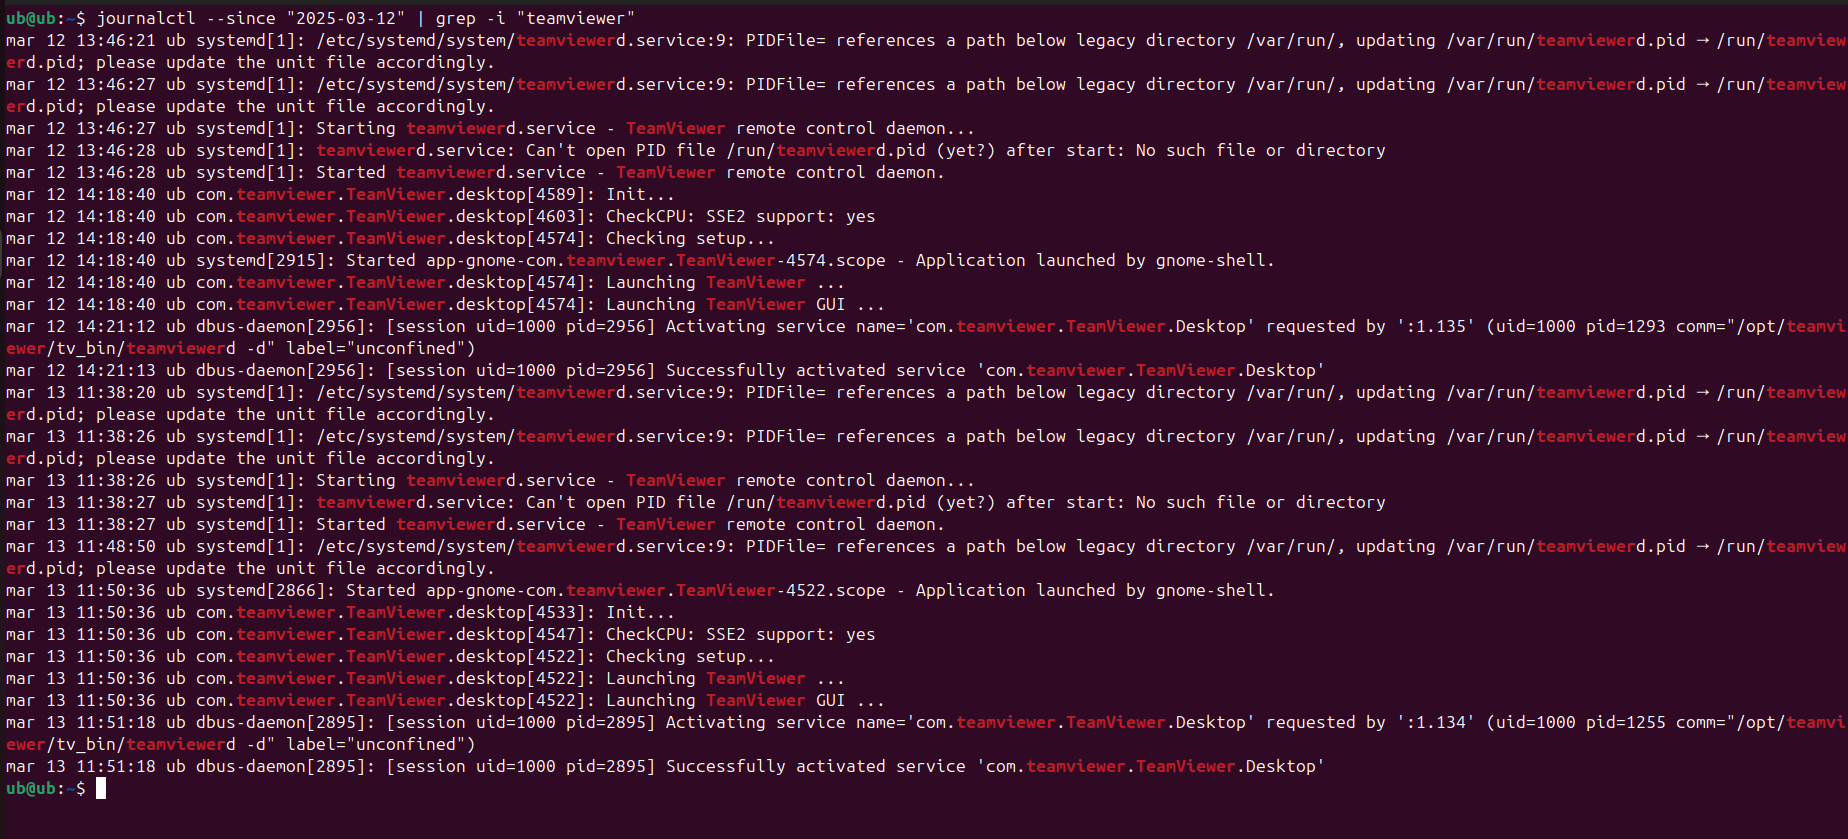 ub@ub:~$ journalctl --since "2025-03-12" | grep -i "teamviewer"
mar 12 13:46:21 ub systemd[1]: /etc/systemd/system/teamviewerd.service:9: PIDFile= references a path below legacy directory /var/run/, updating /var/run/teamviewerd.pid → /run/teamview
erd.pid; please update the unit file accordingly.
mar 12 13:46:27 ub systemd[1]: /etc/systemd/system/teamviewerd.service:9: PIDFile= references a path below legacy directory /var/run/, updating /var/run/teamviewerd.pid → /run/teamview
erd.pid; please update the unit file accordingly.
mar 12 13:46:27 ub systemd[1]: Starting teamviewerd.service - TeamViewer remote control daemon...
mar 12 13:46:28 ub systemd[1]: teamviewerd.service: Can't open PID file /run/teamviewerd.pid (yet?) after start: No such file or directory
mar 12 13:46:28 ub systemd[1]: Started teamviewerd.service - TeamViewer remote control daemon.
mar 12 14:18:40 ub com.teamviewer.TeamViewer.desktop[4589]: Init...
mar 12 14:18:40 ub com.teamviewer.TeamViewer.desktop[4603]: CheckCPU: SSE2 support: yes
mar 12 14:18:40 ub com.teamviewer.TeamViewer.desktop[4574]: Checking setup...
mar 12 14:18:40 ub systemd[2915]: Started app-gnome-com.teamviewer.TeamViewer-4574.scope - Application launched by gnome-shell.
mar 12 14:18:40 ub com.teamviewer.TeamViewer.desktop[4574]: Launching TeamViewer ...
mar 12 14:18:40 ub com.teamviewer.TeamViewer.desktop[4574]: Launching TeamViewer GUI ...
mar 12 14:21:12 ub dbus-daemon[2956]: [session uid=1000 pid=2956] Activating service name='com.teamviewer.TeamViewer.Desktop' requested by ':1.135' (uid=1000 pid=1293 comm="/opt/teamvi
ewer/tv_bin/teamviewerd -d" label="unconfined")
mar 12 14:21:13 ub dbus-daemon[2956]: [session uid=1000 pid=2956] Successfully activated service 'com.teamviewer.TeamViewer.Desktop'
mar 13 11:38:20 ub systemd[1]: /etc/systemd/system/teamviewerd.service:9: PIDFile= references a path below legacy directory /var/run/, updating /var/run/teamviewerd.pid → /run/teamview
erd.pid; please update the unit file accordingly.
mar 13 11:38:26 ub systemd[1]: /etc/systemd/system/teamviewerd.service:9: PIDFile= references a path below legacy directory /var/run/, updating /var/run/teamviewerd.pid → /run/teamview
erd.pid; please update the unit file accordingly.
mar 13 11:38:26 ub systemd[1]: Starting teamviewerd.service - TeamViewer remote control daemon...
mar 13 11:38:27 ub systemd[1]: teamviewerd.service: Can't open PID file /run/teamviewerd.pid (yet?) after start: No such file or directory
mar 13 11:38:27 ub systemd[1]: Started teamviewerd.service - TeamViewer remote control daemon.
mar 13 11:48:50 ub systemd[1]: /etc/systemd/system/teamviewerd.service:9: PIDFile= references a path below legacy directory /var/run/, updating /var/run/teamviewerd.pid → /run/teamview
erd.pid; please update the unit file accordingly.
mar 13 11:50:36 ub systemd[2866]: Started app-gnome-com.teamviewer.TeamViewer-4522.scope - Application launched by gnome-shell.
mar 13 11:50:36 ub com.teamviewer.TeamViewer.desktop[4533]: Init...
mar 13 11:50:36 ub com.teamviewer.TeamViewer.desktop[4547]: CheckCPU: SSE2 support: yes
mar 13 11:50:36 ub com.teamviewer.TeamViewer.desktop[4522]: Checking setup...
mar 13 11:50:36 ub com.teamviewer.TeamViewer.desktop[4522]: Launching TeamViewer ...
mar 13 11:50:36 ub com.teamviewer.TeamViewer.desktop[4522]: Launching TeamViewer GUI ...
mar 13 11:51:18 ub dbus-daemon[2895]: [session uid=1000 pid=2895] Activating service name='com.teamviewer.TeamViewer.Desktop' requested by ':1.134' (uid=1000 pid=1255 comm="/opt/teamvi
ewer/tv_bin/teamviewerd -d" label="unconfined")
mar 13 11:51:18 ub dbus-daemon[2895]: [session uid=1000 pid=2895] Successfully activated service 'com.teamviewer.TeamViewer.Desktop'
ub@ub:~$